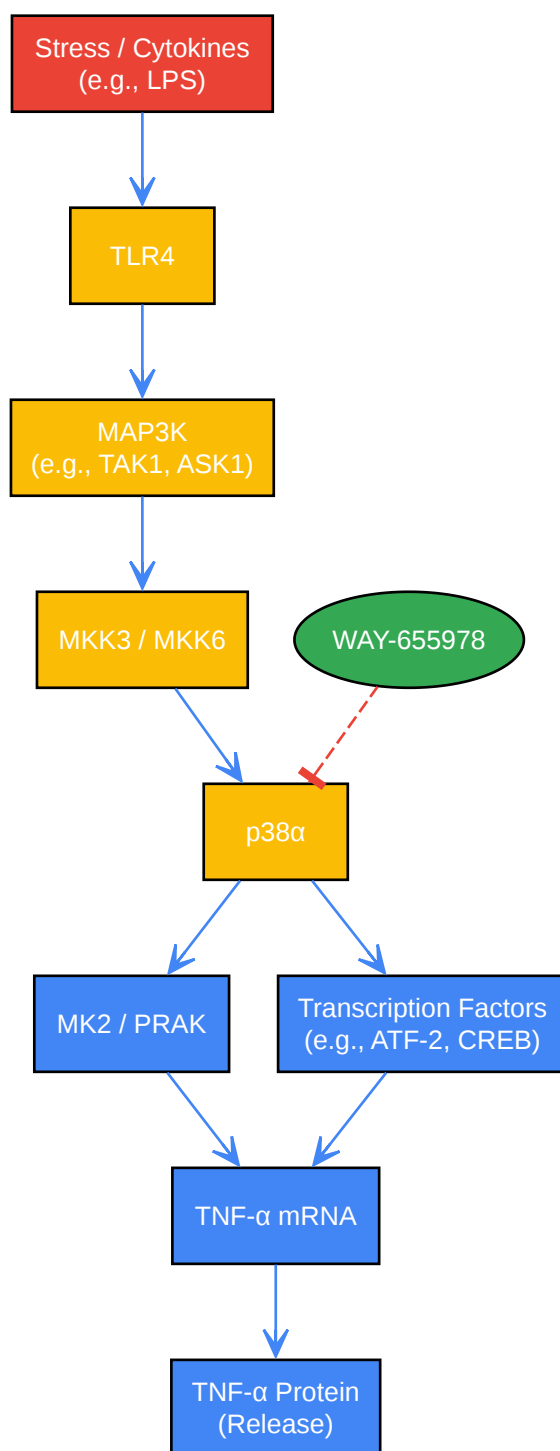 Stress / Cytokines
(e.g., LPS)
TLR4
MAP3K
(e.g., TAK1, ASK1)
MKK3 / MKK6
WAY-655978
p38α
MK2 / PRAK
Transcription Factors
(e.g., ATF-2, CREB)
TNF-α mRNA
TNF-α Protein
(Release)